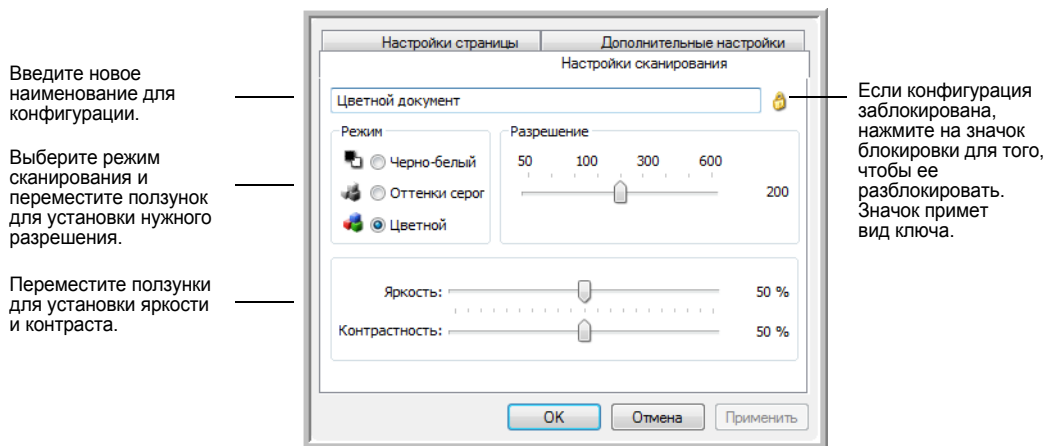 Введите новое
наименование для
конфигурации.
Выберите режим
сканирования и
переместите ползунок
для установки нужного
разрешения.
Переместите ползунки
для установки яркости
и контраста.
Настройки страницы
Дополнительные настройки
Настройки сканирования
Цветной документ
Режим
Черно-белый
Оттенки серог
Цветной
Разрешение
50 100 300 600
200
Яркость: 50 %
Контрастность: 50 %
OK Отмена Применить
Если конфигурация
заблокирована,
нажмите на значок
блокировки для того,
чтобы ее
разблокировать.
Значок примет
вид ключа.